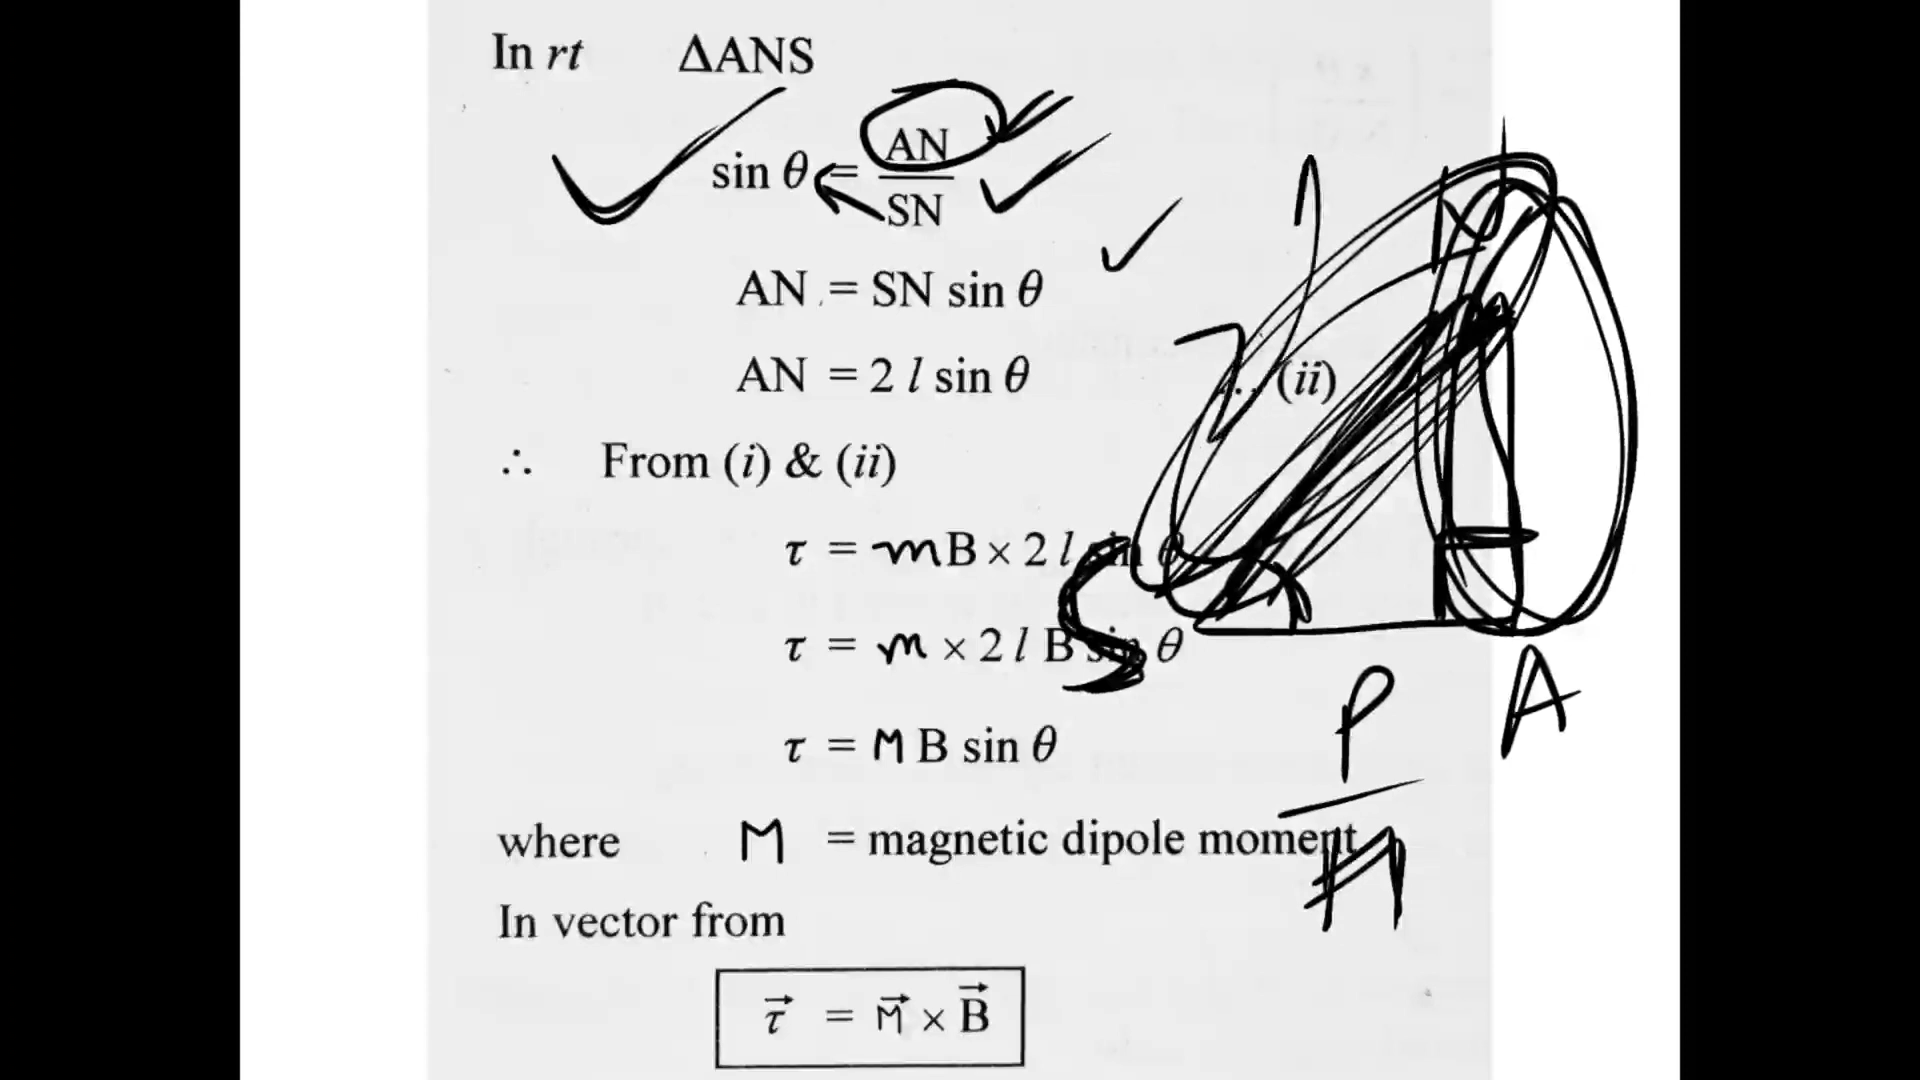 In rt ΔANS
sin θ = AN / SN
AN = SN sin θ
AN = 2 l sin θ ... (ii)
∴ From (i) & (ii)
τ = mB × 2 l sin θ
τ = m × 2 l B sin θ
τ = M B sin θ
where M = magnetic dipole moment
In vector from
τ⃗ = M⃗ × B⃗
N
S
A
P
H